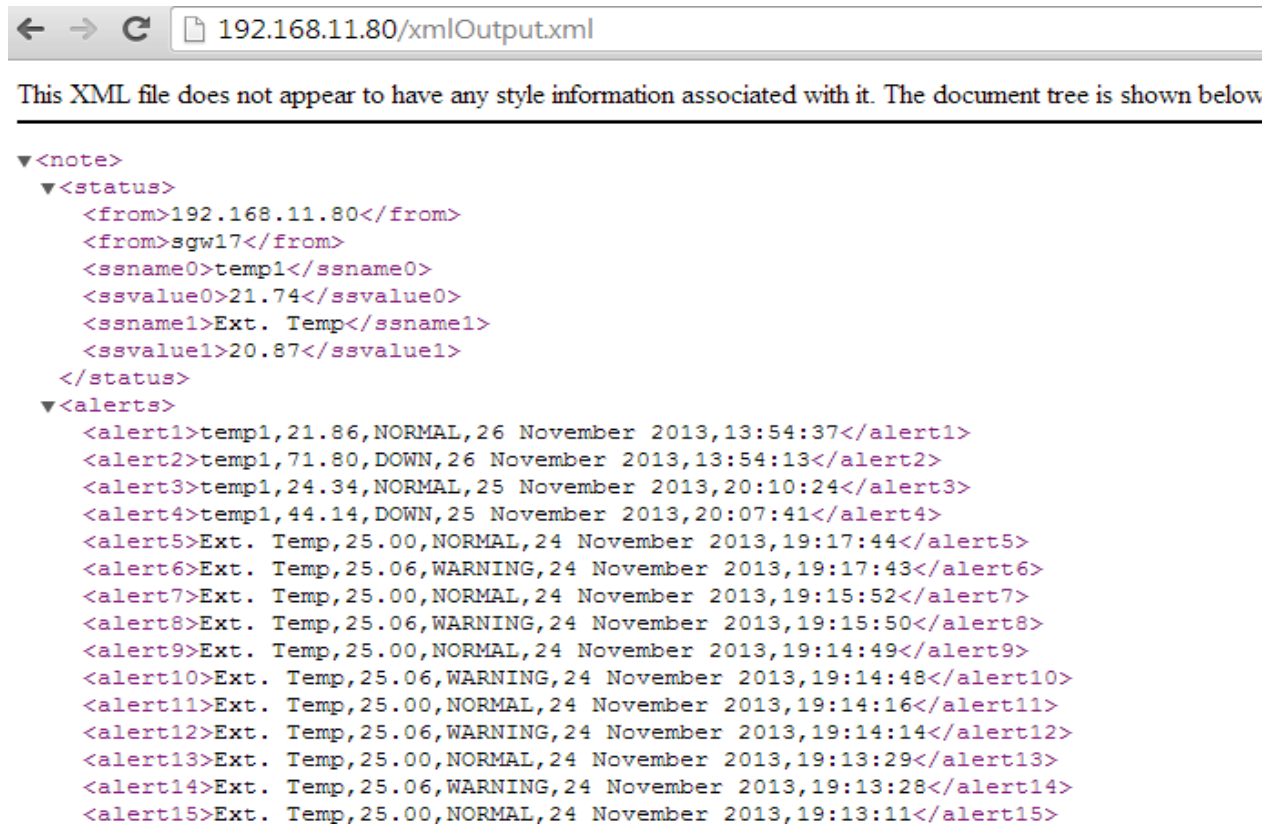 192.168.11.80/xmlOutput.xml
This XML file does not appear to have any style information associated with it. The document tree is shown below
▼<note>
▼<status>
<from>192.168.11.80</from>
<from>sgw17</from>
<ssname0>temp1</ssname0>
<ssvalue0>21.74</ssvalue0>
<ssname1>Ext. Temp</ssname1>
<ssvalue1>20.87</ssvalue1>
</status>
▼<alerts>
<alert1>temp1,21.86,NORMAL,26 November 2013,13:54:37</alert1>
<alert2>temp1,71.80,DOWN,26 November 2013,13:54:13</alert2>
<alert3>temp1,24.34,NORMAL,25 November 2013,20:10:24</alert3>
<alert4>temp1,44.14,DOWN,25 November 2013,20:07:41</alert4>
<alert5>Ext. Temp,25.00,NORMAL,24 November 2013,19:17:44</alert5>
<alert6>Ext. Temp,25.06,WARNING,24 November 2013,19:17:43</alert6>
<alert7>Ext. Temp,25.00,NORMAL,24 November 2013,19:15:52</alert7>
<alert8>Ext. Temp,25.06,WARNING,24 November 2013,19:15:50</alert8>
<alert9>Ext. Temp,25.00,NORMAL,24 November 2013,19:14:49</alert9>
<alert10>Ext. Temp,25.06,WARNING,24 November 2013,19:14:48</alert10>
<alert11>Ext. Temp,25.00,NORMAL,24 November 2013,19:14:16</alert11>
<alert12>Ext. Temp,25.06,WARNING,24 November 2013,19:14:14</alert12>
<alert13>Ext. Temp,25.00,NORMAL,24 November 2013,19:13:29</alert13>
<alert14>Ext. Temp,25.06,WARNING,24 November 2013,19:13:28</alert14>
<alert15>Ext. Temp,25.00,NORMAL,24 November 2013,19:13:11</alert15>